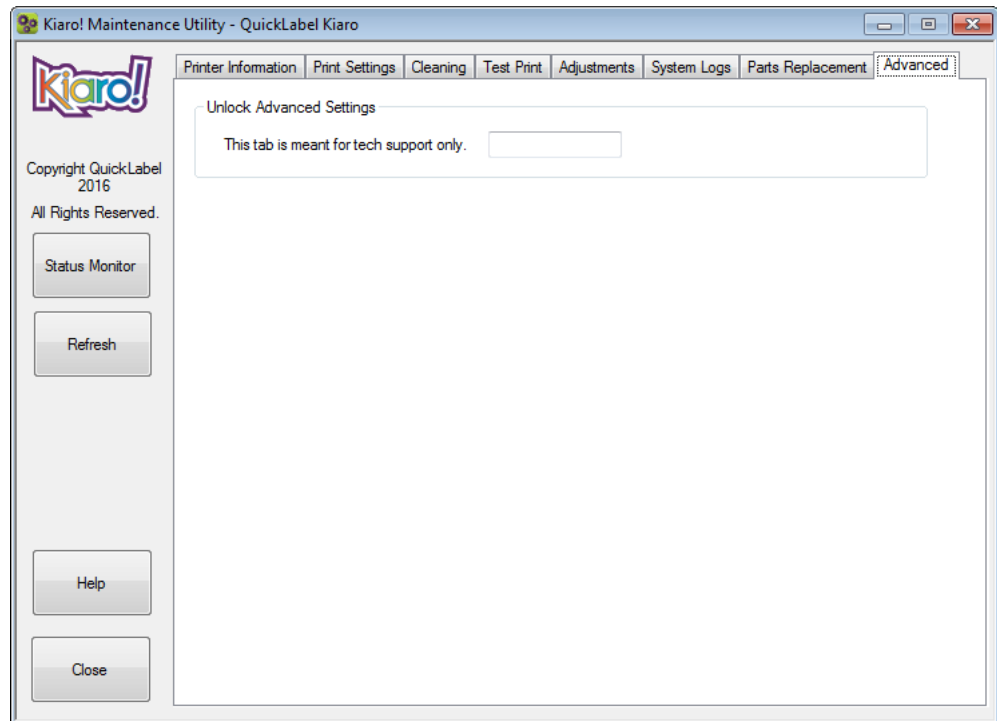 Kiaro! Maintenance Utility - QuickLabel Kiaro
Kiaro!
Printer Information Print Settings Cleaning Test Print Adjustments System Logs Parts Replacement Advanced
Unlock Advanced Settings
This tab is meant for tech support only.
Copyright QuickLabel
2016
All Rights Reserved.
Status Monitor
Refresh
Help
Close